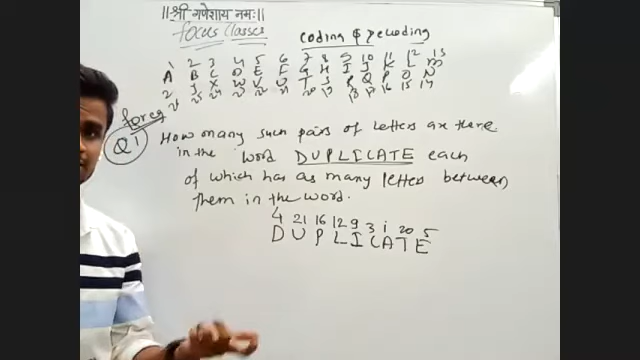 ||श्री गणेशाय नमः||
focus classes
coding & Decoding
1 2 3 4 5 6 7 8 9 10 11 12 13
A B C D E F G H I J K L M
Z Y X W V U T S R Q P O N
26 25 24 23 22 21 20 19 18 17 16 15 14
Q1 How many such pairs of letters are there
in the word DUPLICATE each
of which has as many letters between
them in the word.
4 21 16 12 9 3 1 20 5
D U P L I C A T E